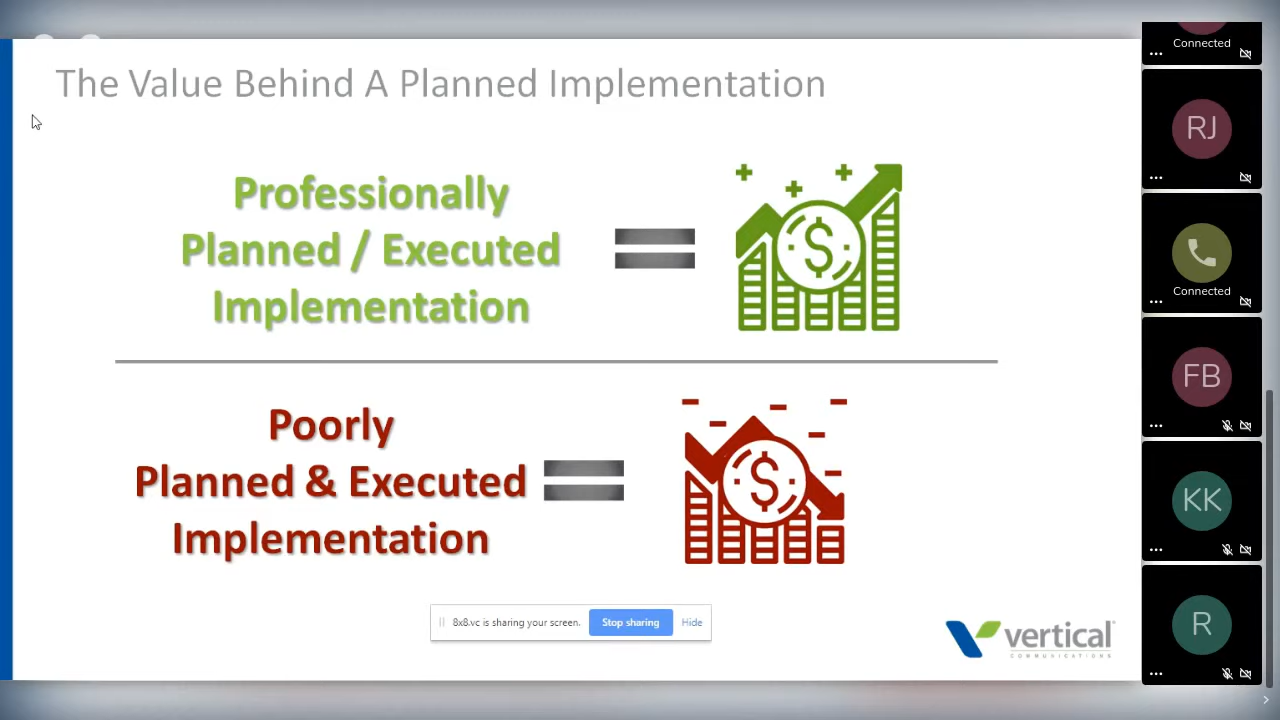 The Value Behind A Planned Implementation
Professionally
Planned / Executed
Implementation
Poorly
Planned & Executed
Implementation
8x8.vc is sharing your screen.
Stop sharing
Hide
vertical
COMMUNICATIONS
Connected
RJ
Connected
FB
KK
R